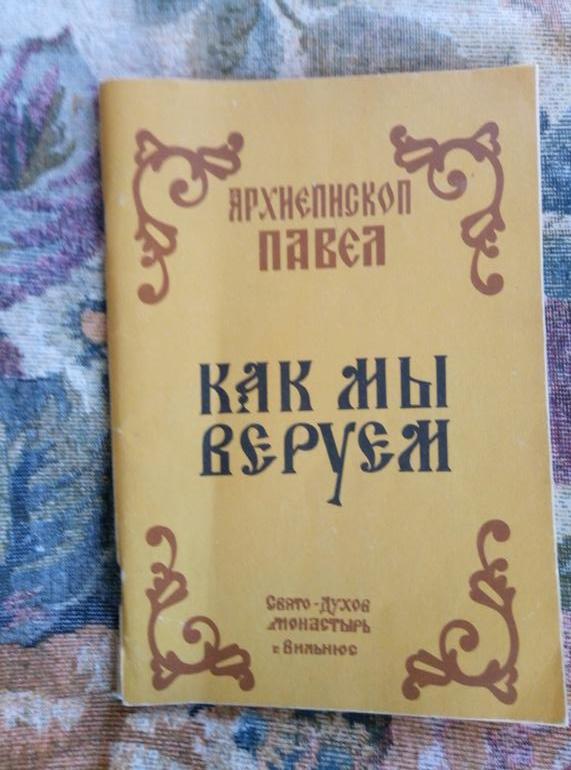 АРХИЕПИСКОП
ПАВЕЛ
КАК МЫ
ВЕРУЕМ
СВЯТО-ДУХОВ
МОНАСТЫРЬ
г. ВИЛЬНЮС